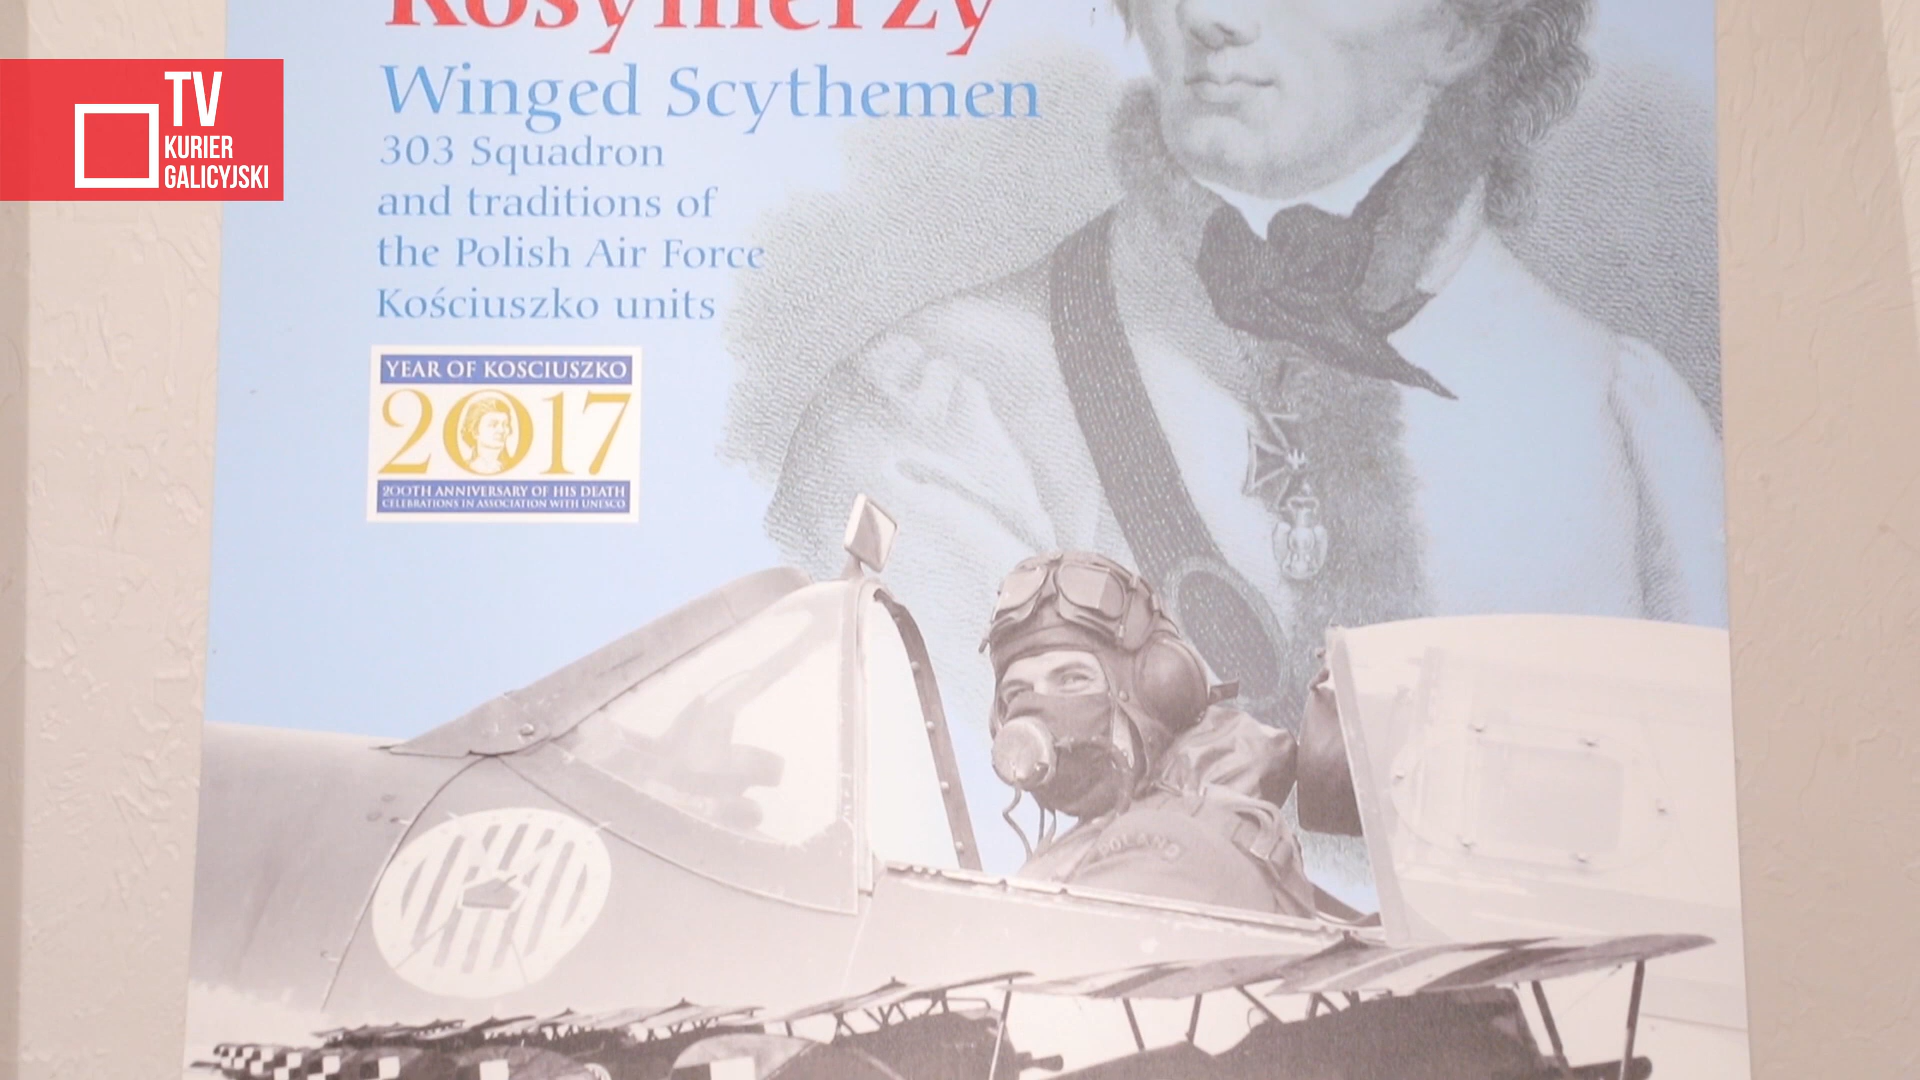 Kosynierzy
Winged Scythemen
303 Squadron
and traditions of
the Polish Air Force
Kościuszko units
TV
KURIER
GALICYJSKI
YEAR OF KOSCIUSZKO
2017
200TH ANNIVERSARY OF HIS DEATH
CELEBRATIONS IN ASSOCIATION WITH UNESCO
POLAND